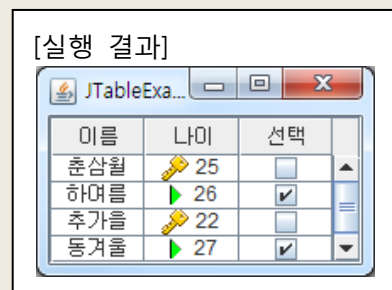 [실행 결과]
JTableExa...
이름 나이 선택
춘삼월 25
하여름 26
추가을 22
동겨울 27